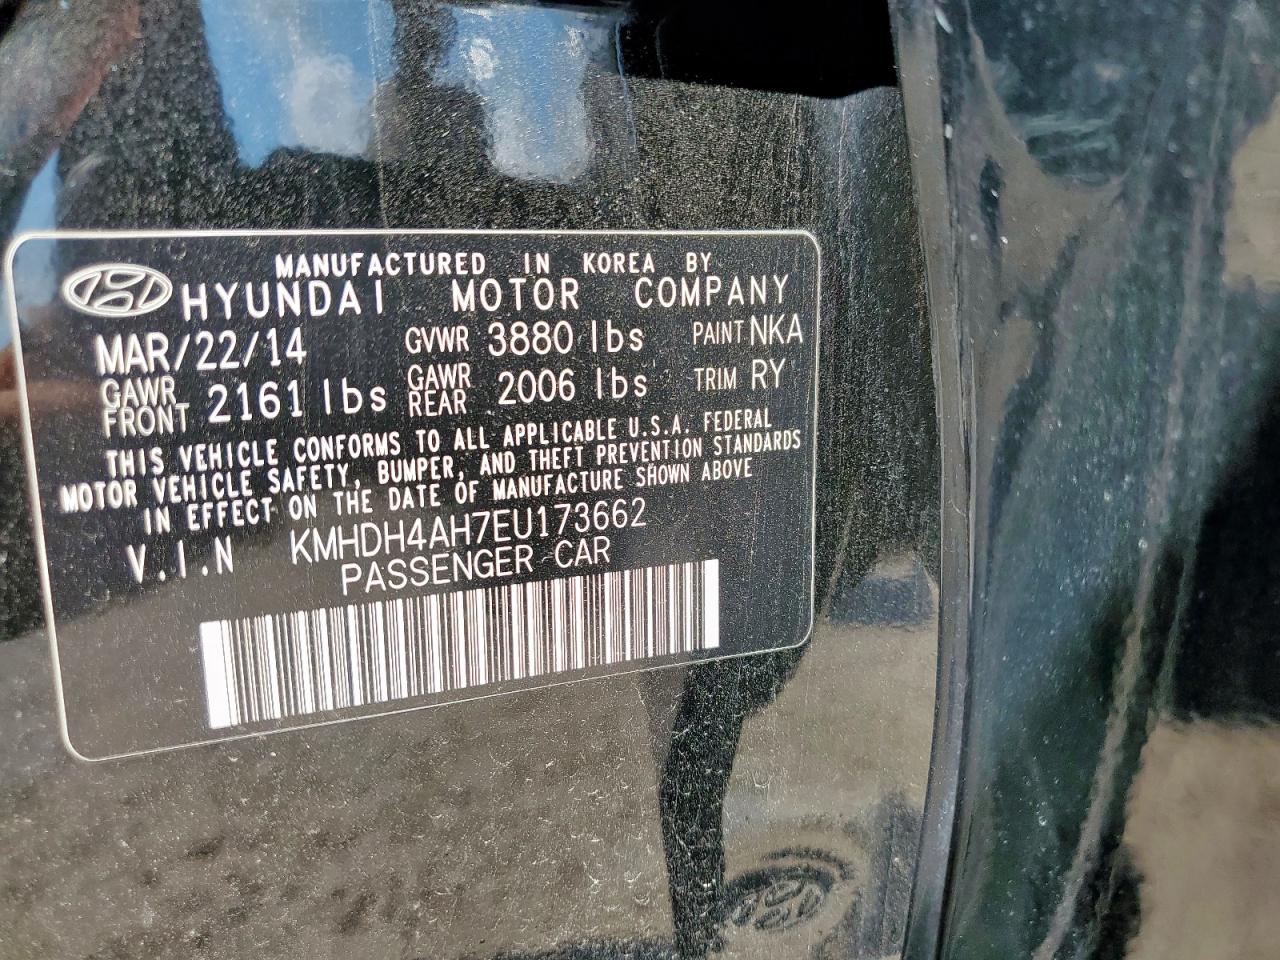 MANUFACTURED IN KOREA BY
HYUNDAI MOTOR COMPANY
MAR/22/14 GVWR 3880 lbs PAINT NKA
GAWR FRONT 2161 lbs GAWR REAR 2006 lbs TRIM RY
THIS VEHICLE CONFORMS TO ALL APPLICABLE U.S.A. FEDERAL
MOTOR VEHICLE SAFETY, BUMPER, AND THEFT PREVENTION STANDARDS
IN EFFECT ON THE DATE OF MANUFACTURE SHOWN ABOVE
V.I.N KMHDH4AH7EU173662
PASSENGER CAR